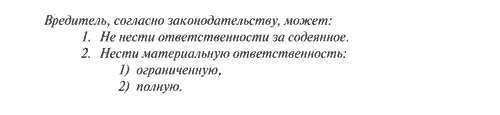 Вредитель, согласно законодательству, может:
1. Не нести ответственности за содеянное.
2. Нести материальную ответственность:
1) ограниченную,
2) полную.